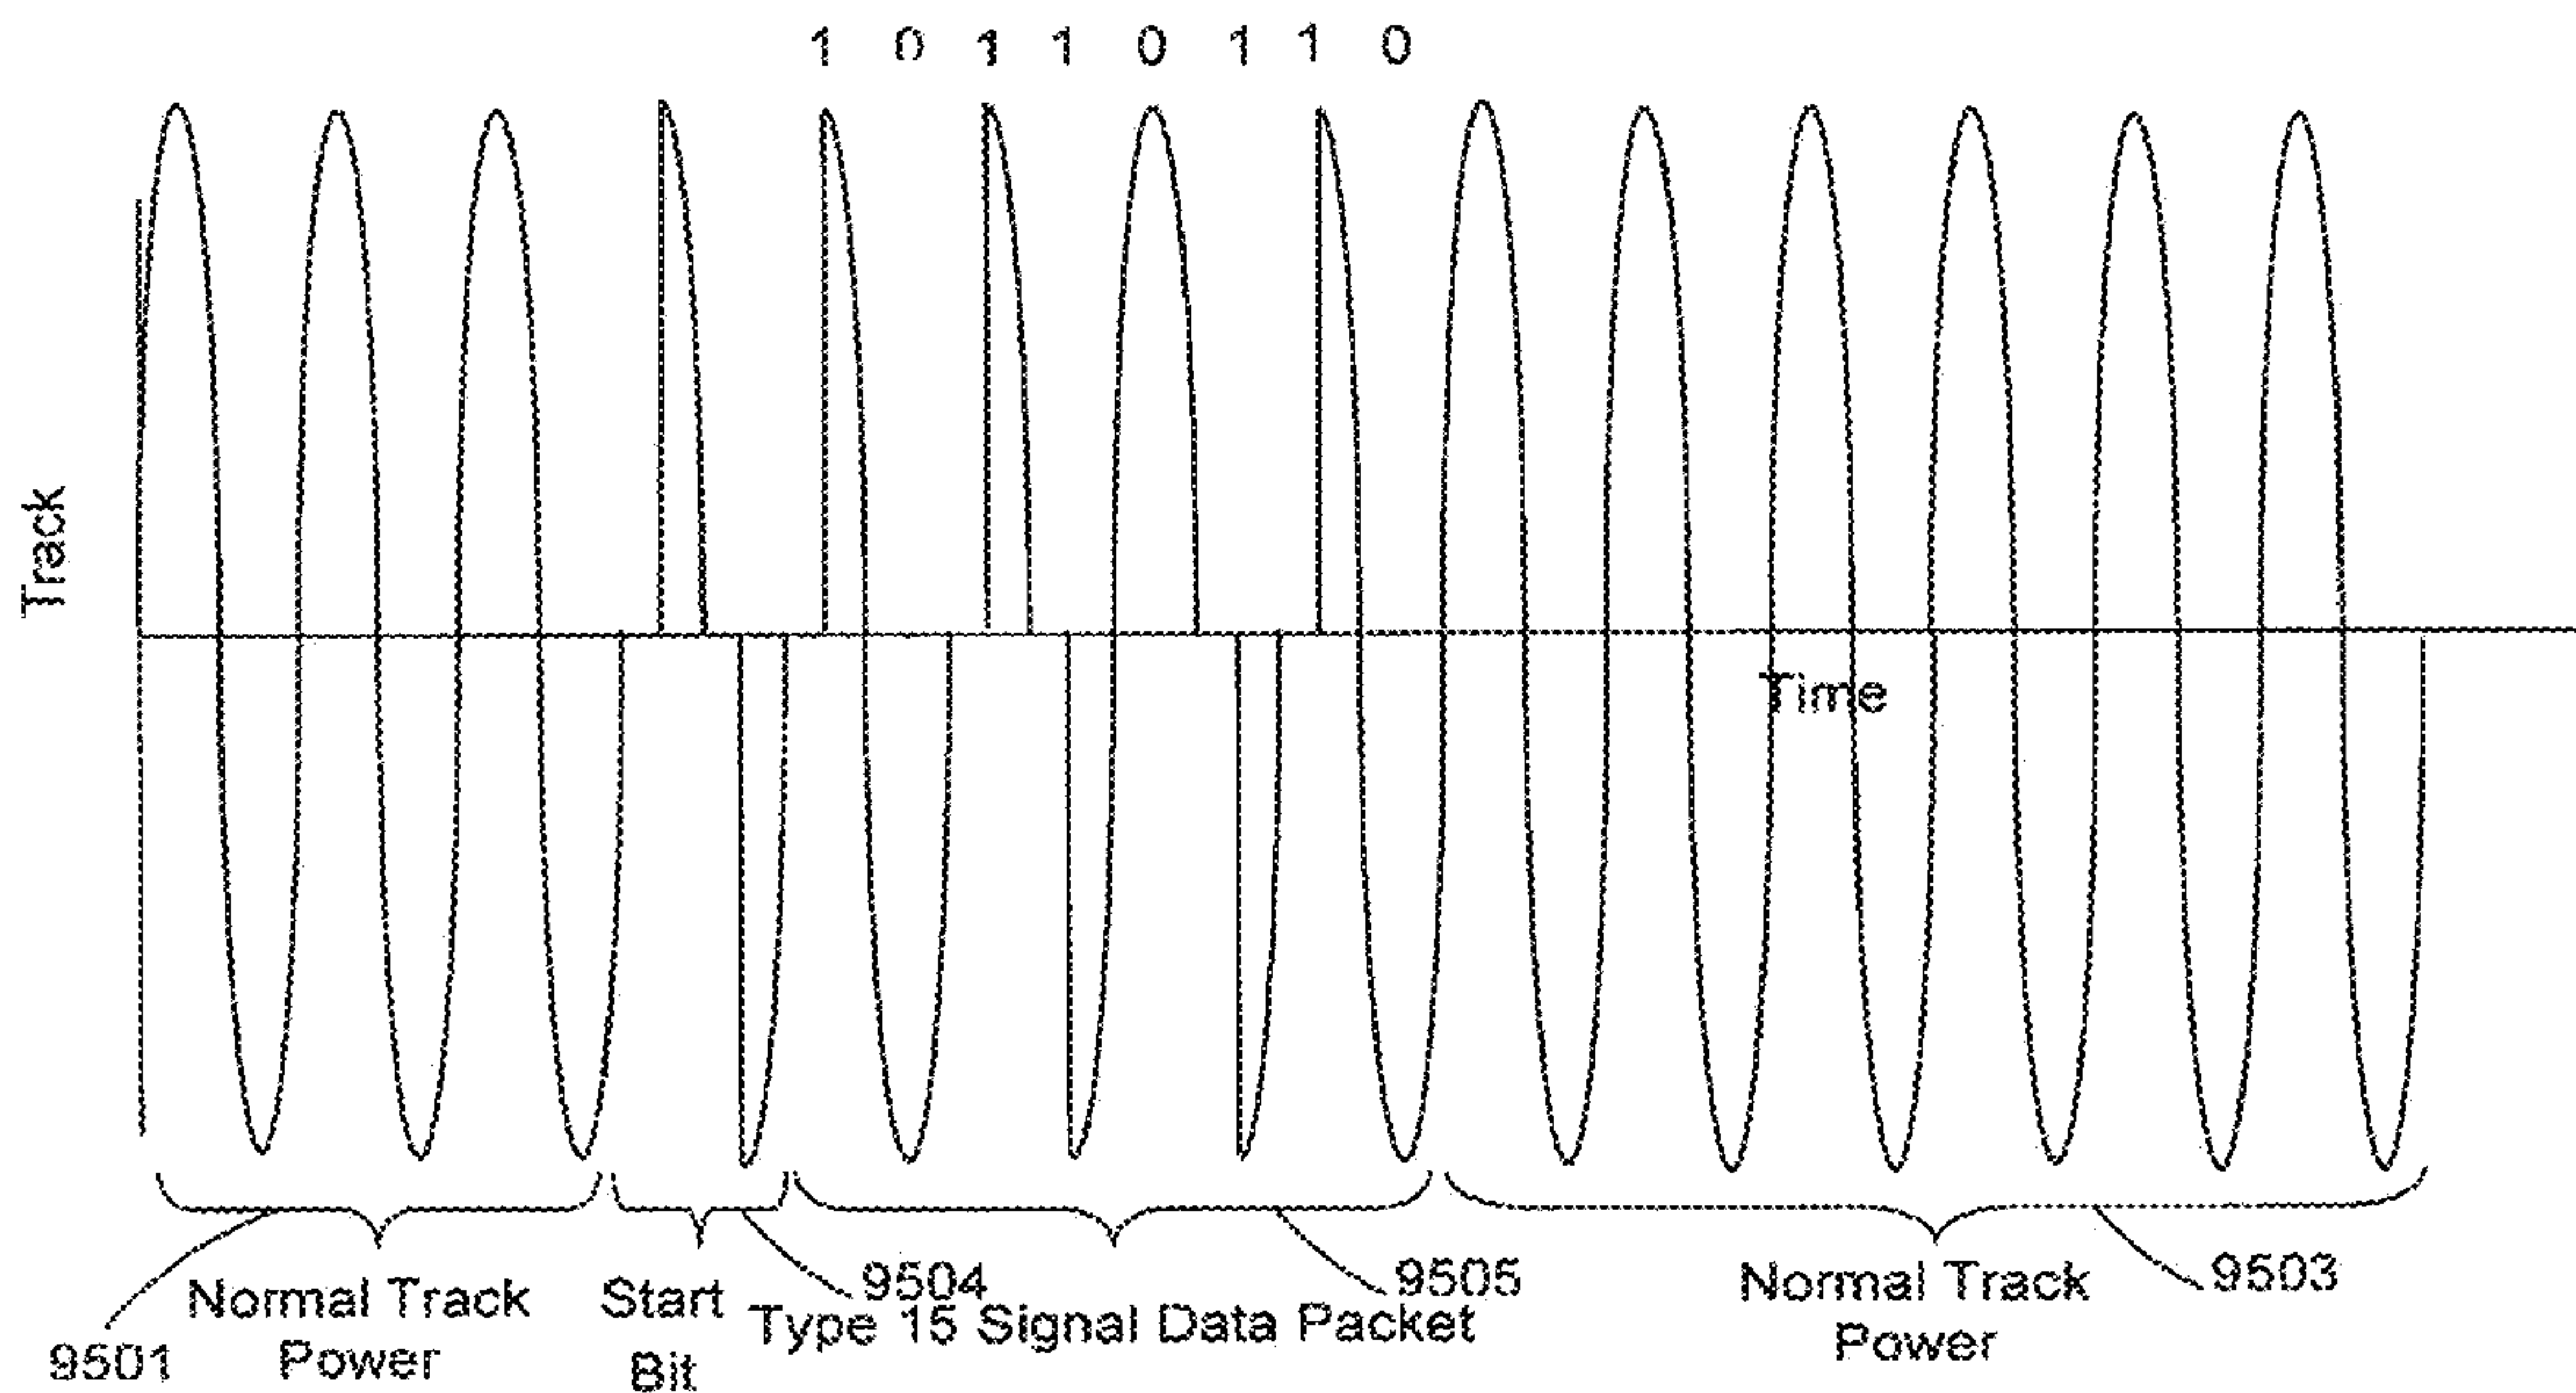 1 0 1 1 0 1 1 0
Track
Time
9501
Normal Track
Power
Start
Bit
9504
Type 15 Signal Data Packet
9505
Normal Track
Power
9503